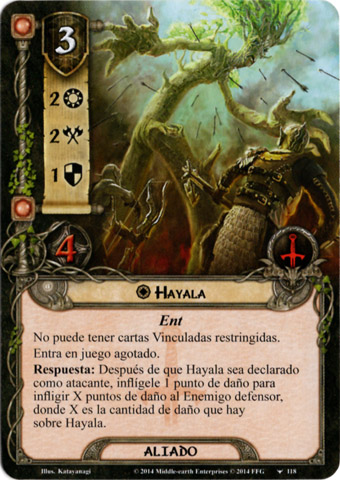 3
2
2
1
4
Hayala
Ent
No puede tener cartas Vinculadas restringidas.
Entra en juego agotado.
Respuesta: Después de que Hayala sea declarado
como atacante, inflígele 1 punto de daño para
infligir X puntos de daño al Enemigo defensor,
donde X es la cantidad de daño que hay
sobre Hayala.
ALIADO
Illus. Katayanagi © 2014 Middle-earth Enterprises © 2014 FFG 118